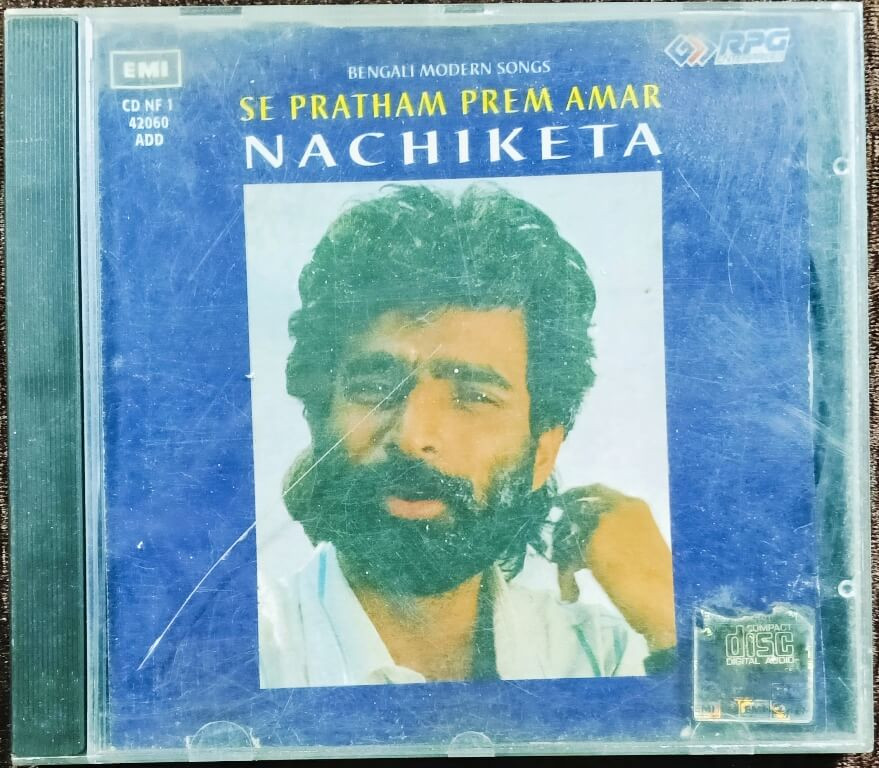 EMI
CD NF 1
42060
ADD
BENGALI MODERN SONGS
SE PRATHAM PREM AMAR
NACHIKETA
RPG
COMPACT
disc
DIGITAL AUDIO